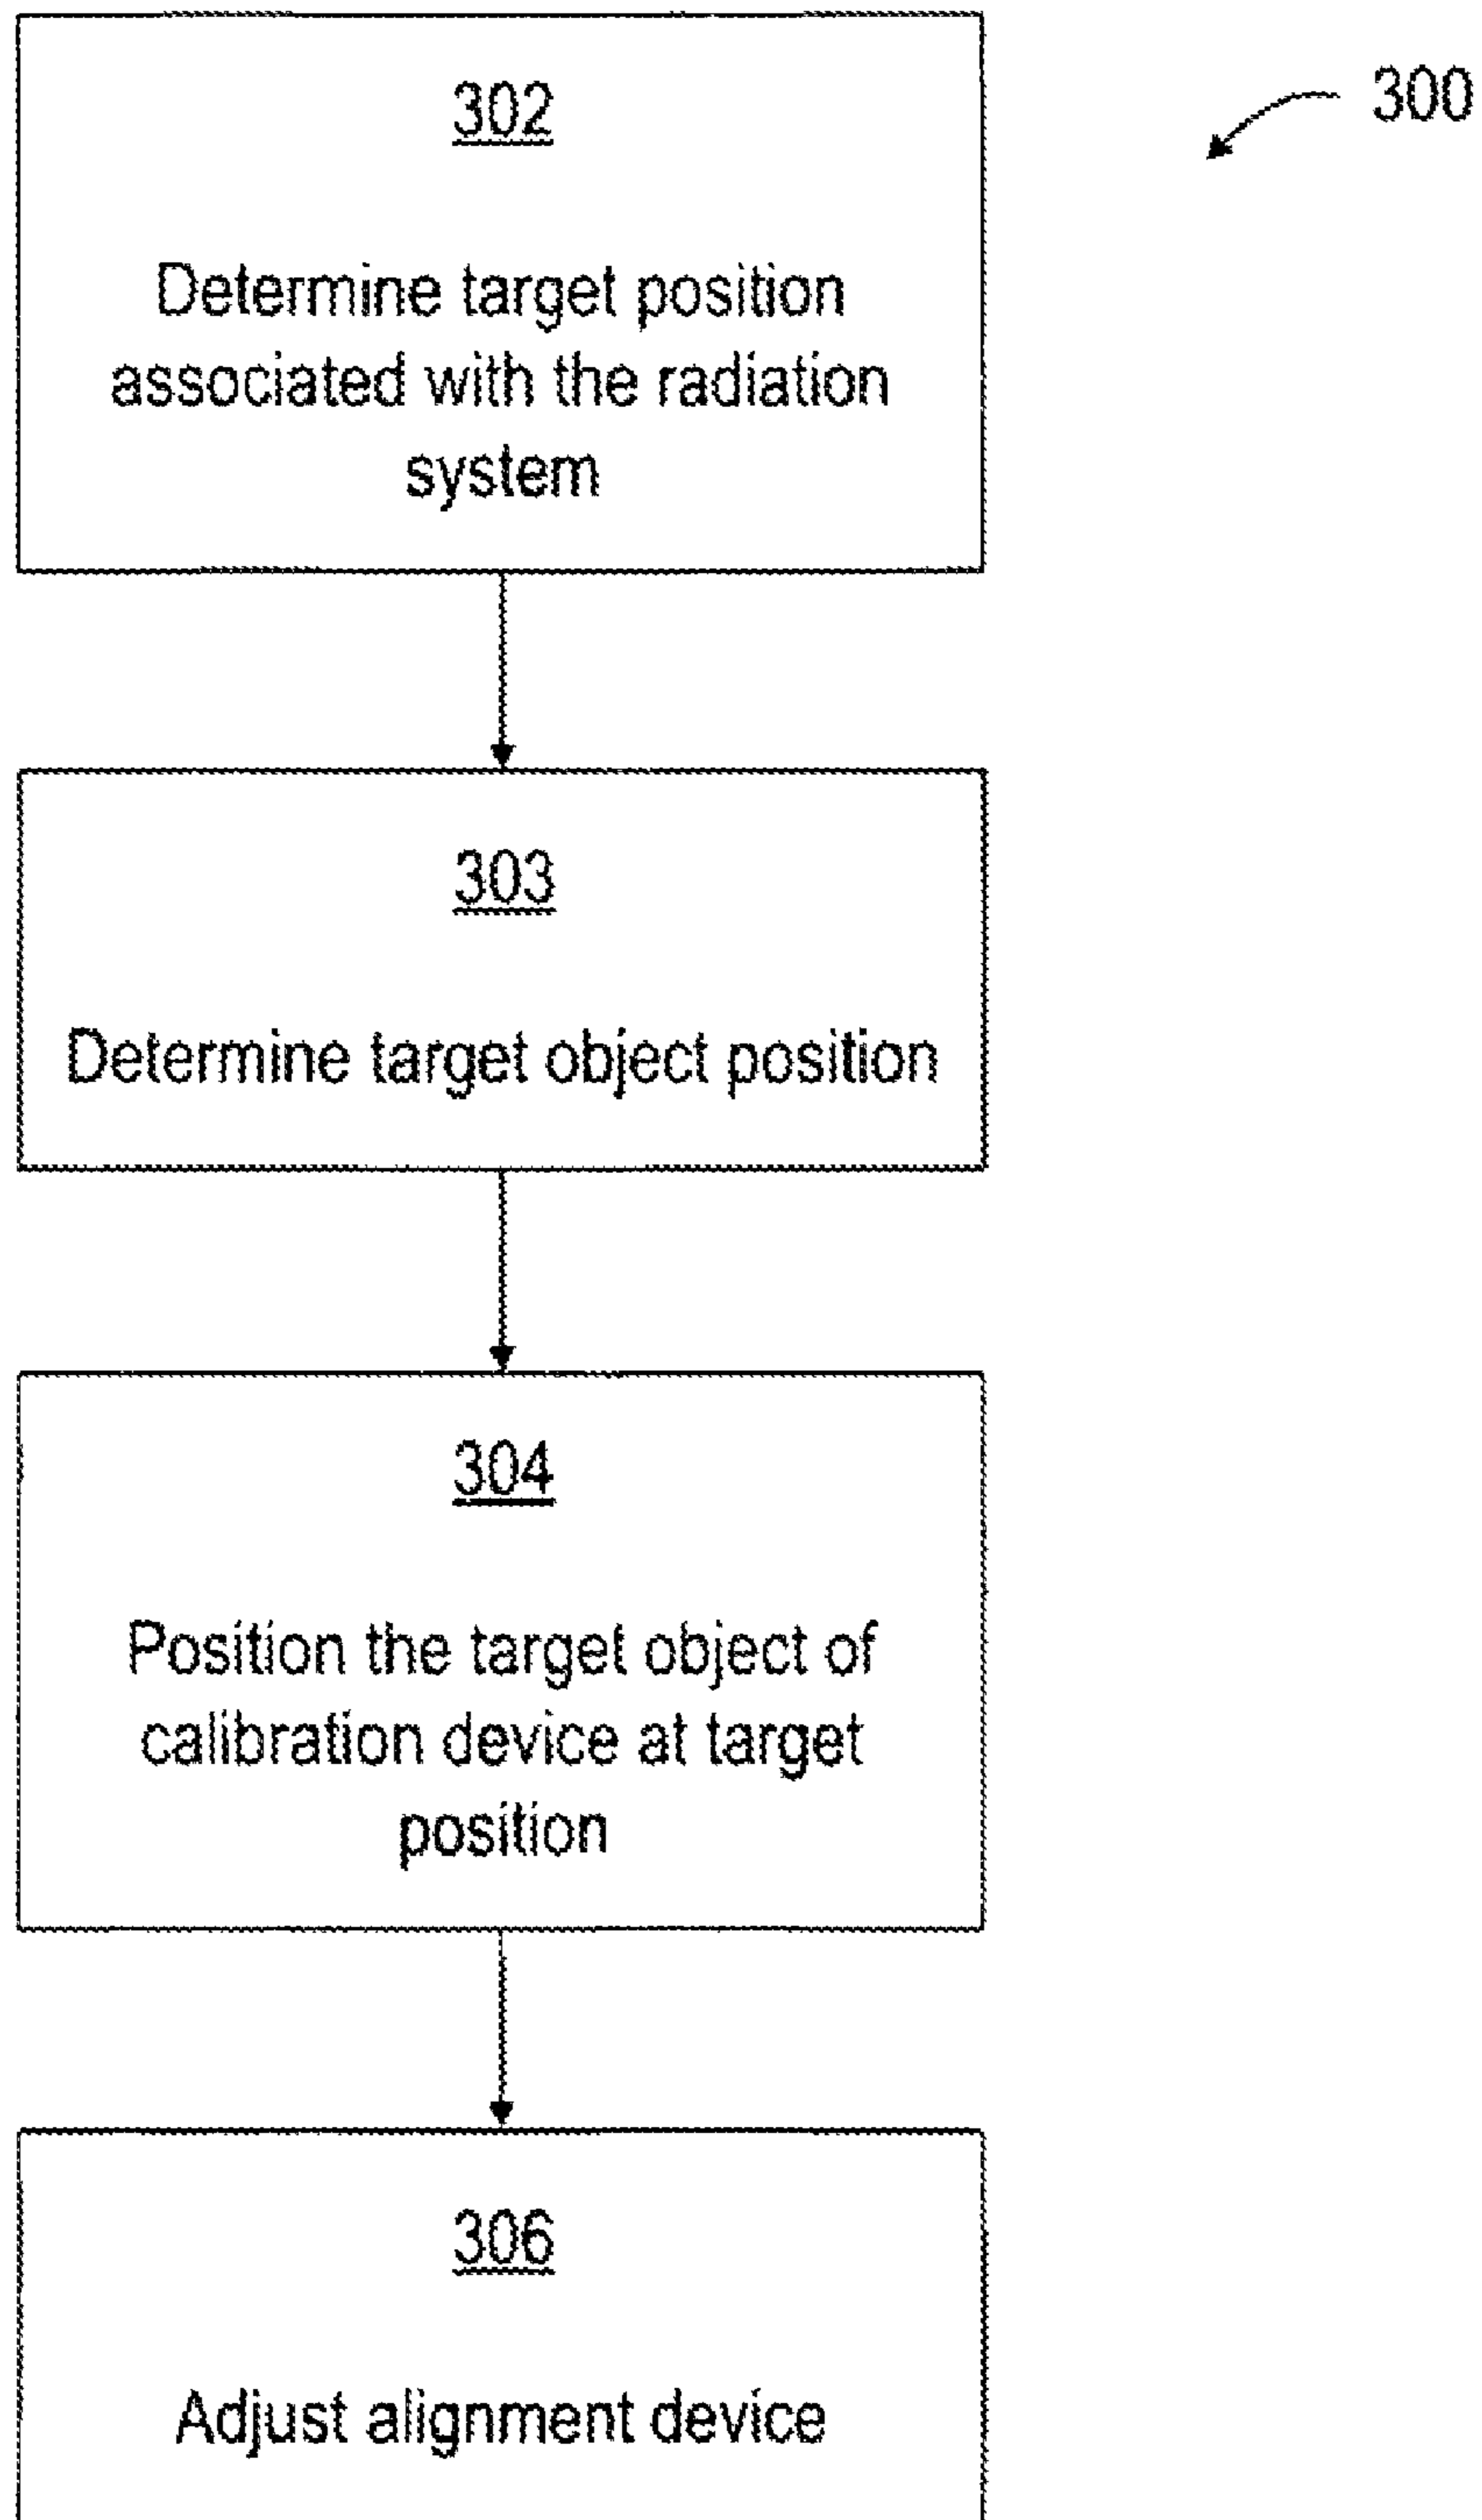 302
300
Determine target position
associated with the radiation
system
303
Determine target object position
304
Position the target object of
calibration device at target
position
306
Adjust alignment device